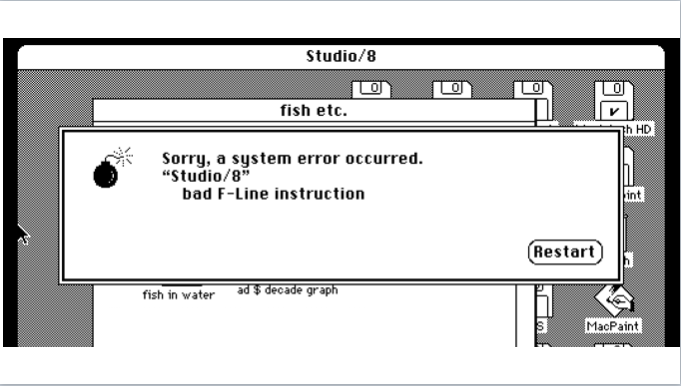 Studio/8
fish etc.
HD
Sorry, a system error occurred.
“Studio/8”
bad F-Line instruction
Restart
fish in water
ad $ decade graph
MacPaint